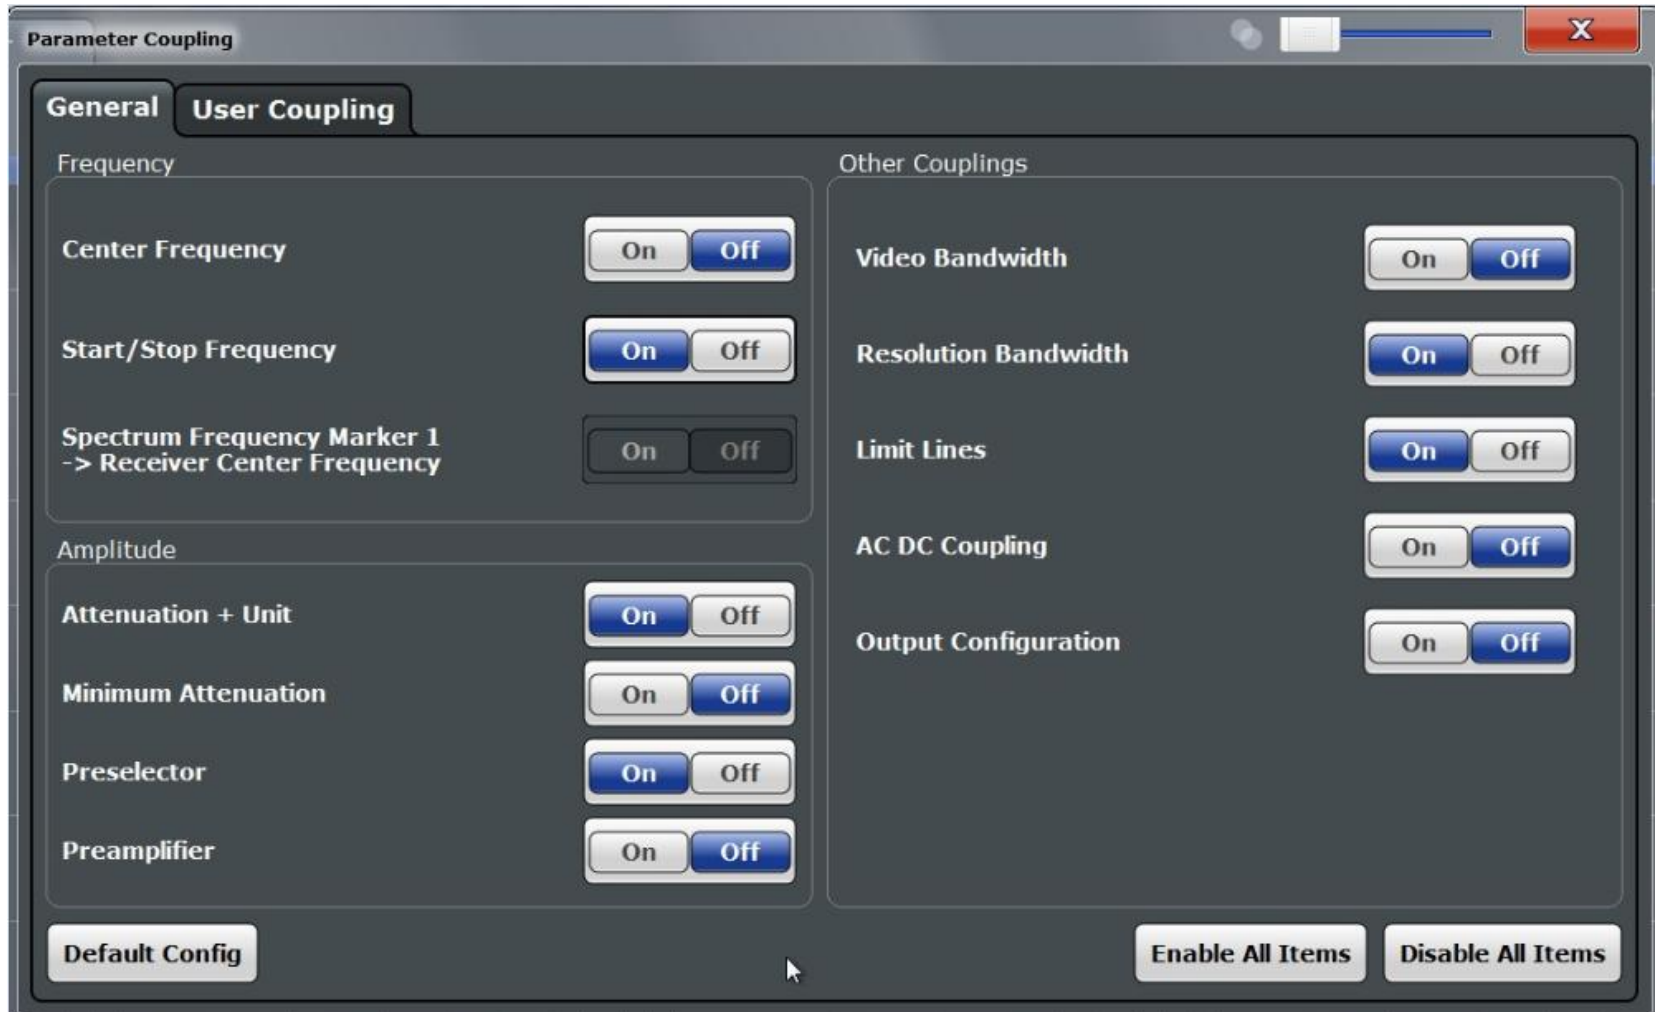 Parameter Coupling
X
General
User Coupling
Frequency
Center Frequency
On Off
Start/Stop Frequency
On Off
Spectrum Frequency Marker 1
-> Receiver Center Frequency
On Off
Amplitude
Attenuation + Unit
On Off
Minimum Attenuation
On Off
Preselector
On Off
Preamplifier
On Off
Other Couplings
Video Bandwidth
On Off
Resolution Bandwidth
On Off
Limit Lines
On Off
AC DC Coupling
On Off
Output Configuration
On Off
Default Config
Enable All Items
Disable All Items